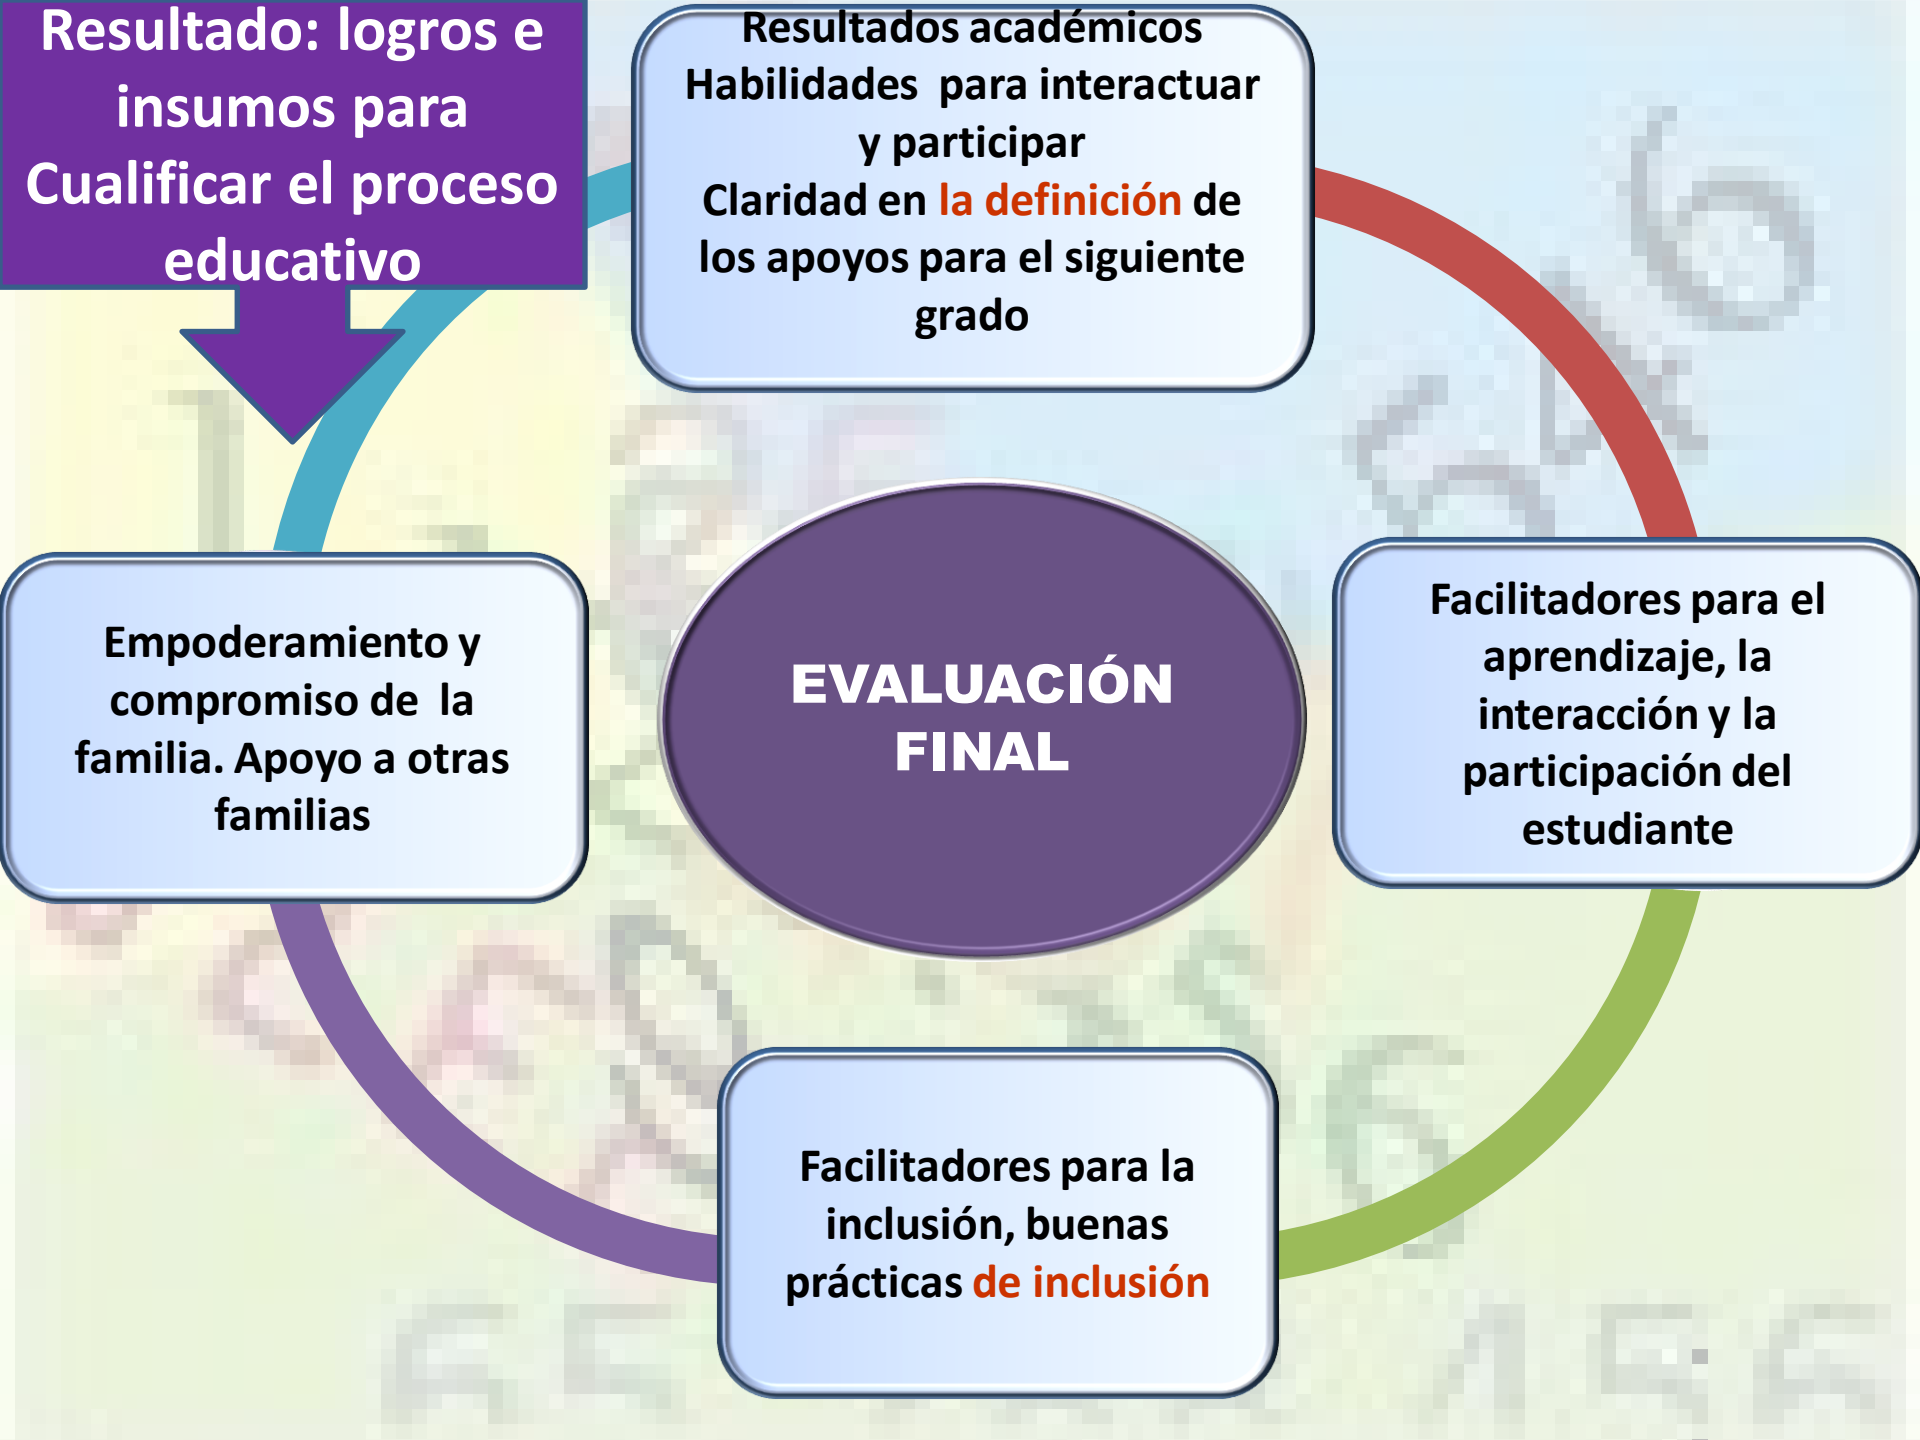 Resultado: logros e
insumos para
Cualificar el proceso
educativo
Resultados académicos
Habilidades  para interactuar
y participar
Claridad en la definición de
los apoyos para el siguiente
grado
Empoderamiento y
compromiso de  la
familia. Apoyo a otras
familias
EVALUACIÓN
FINAL
Facilitadores para el
aprendizaje, la
interacción y la
participación del
estudiante
Facilitadores para la
inclusión, buenas
prácticas de inclusión